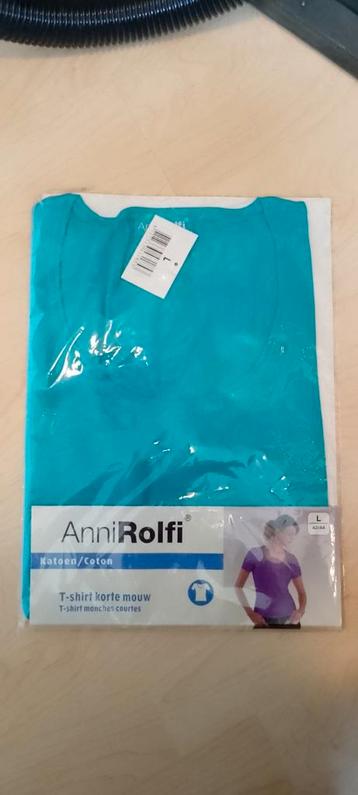 AnniRolfi®
L
42/44
Katoen/Coton
T-shirt korte mouw
T-shirt manches courtes